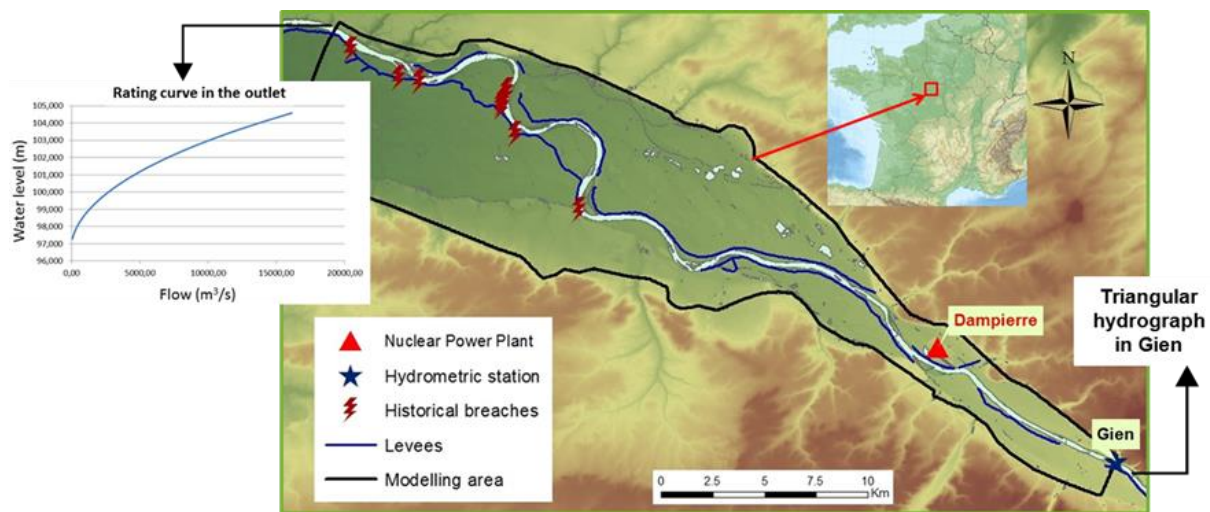 Rating curve in the outlet
Water level (m)
105,000
104,000
103,000
102,000
101,000
100,000
99,000
98,000
97,000
96,000
0,00
5000,00
10000,00
15000,00
20000,00
Flow (m³/s)
N
Dampierre
Triangular
hydrograph
in Gien
Gien
Nuclear Power Plant
Hydrometric station
Historical breaches
Levees
Modelling area
0 2.5 5 7.5 10
Km